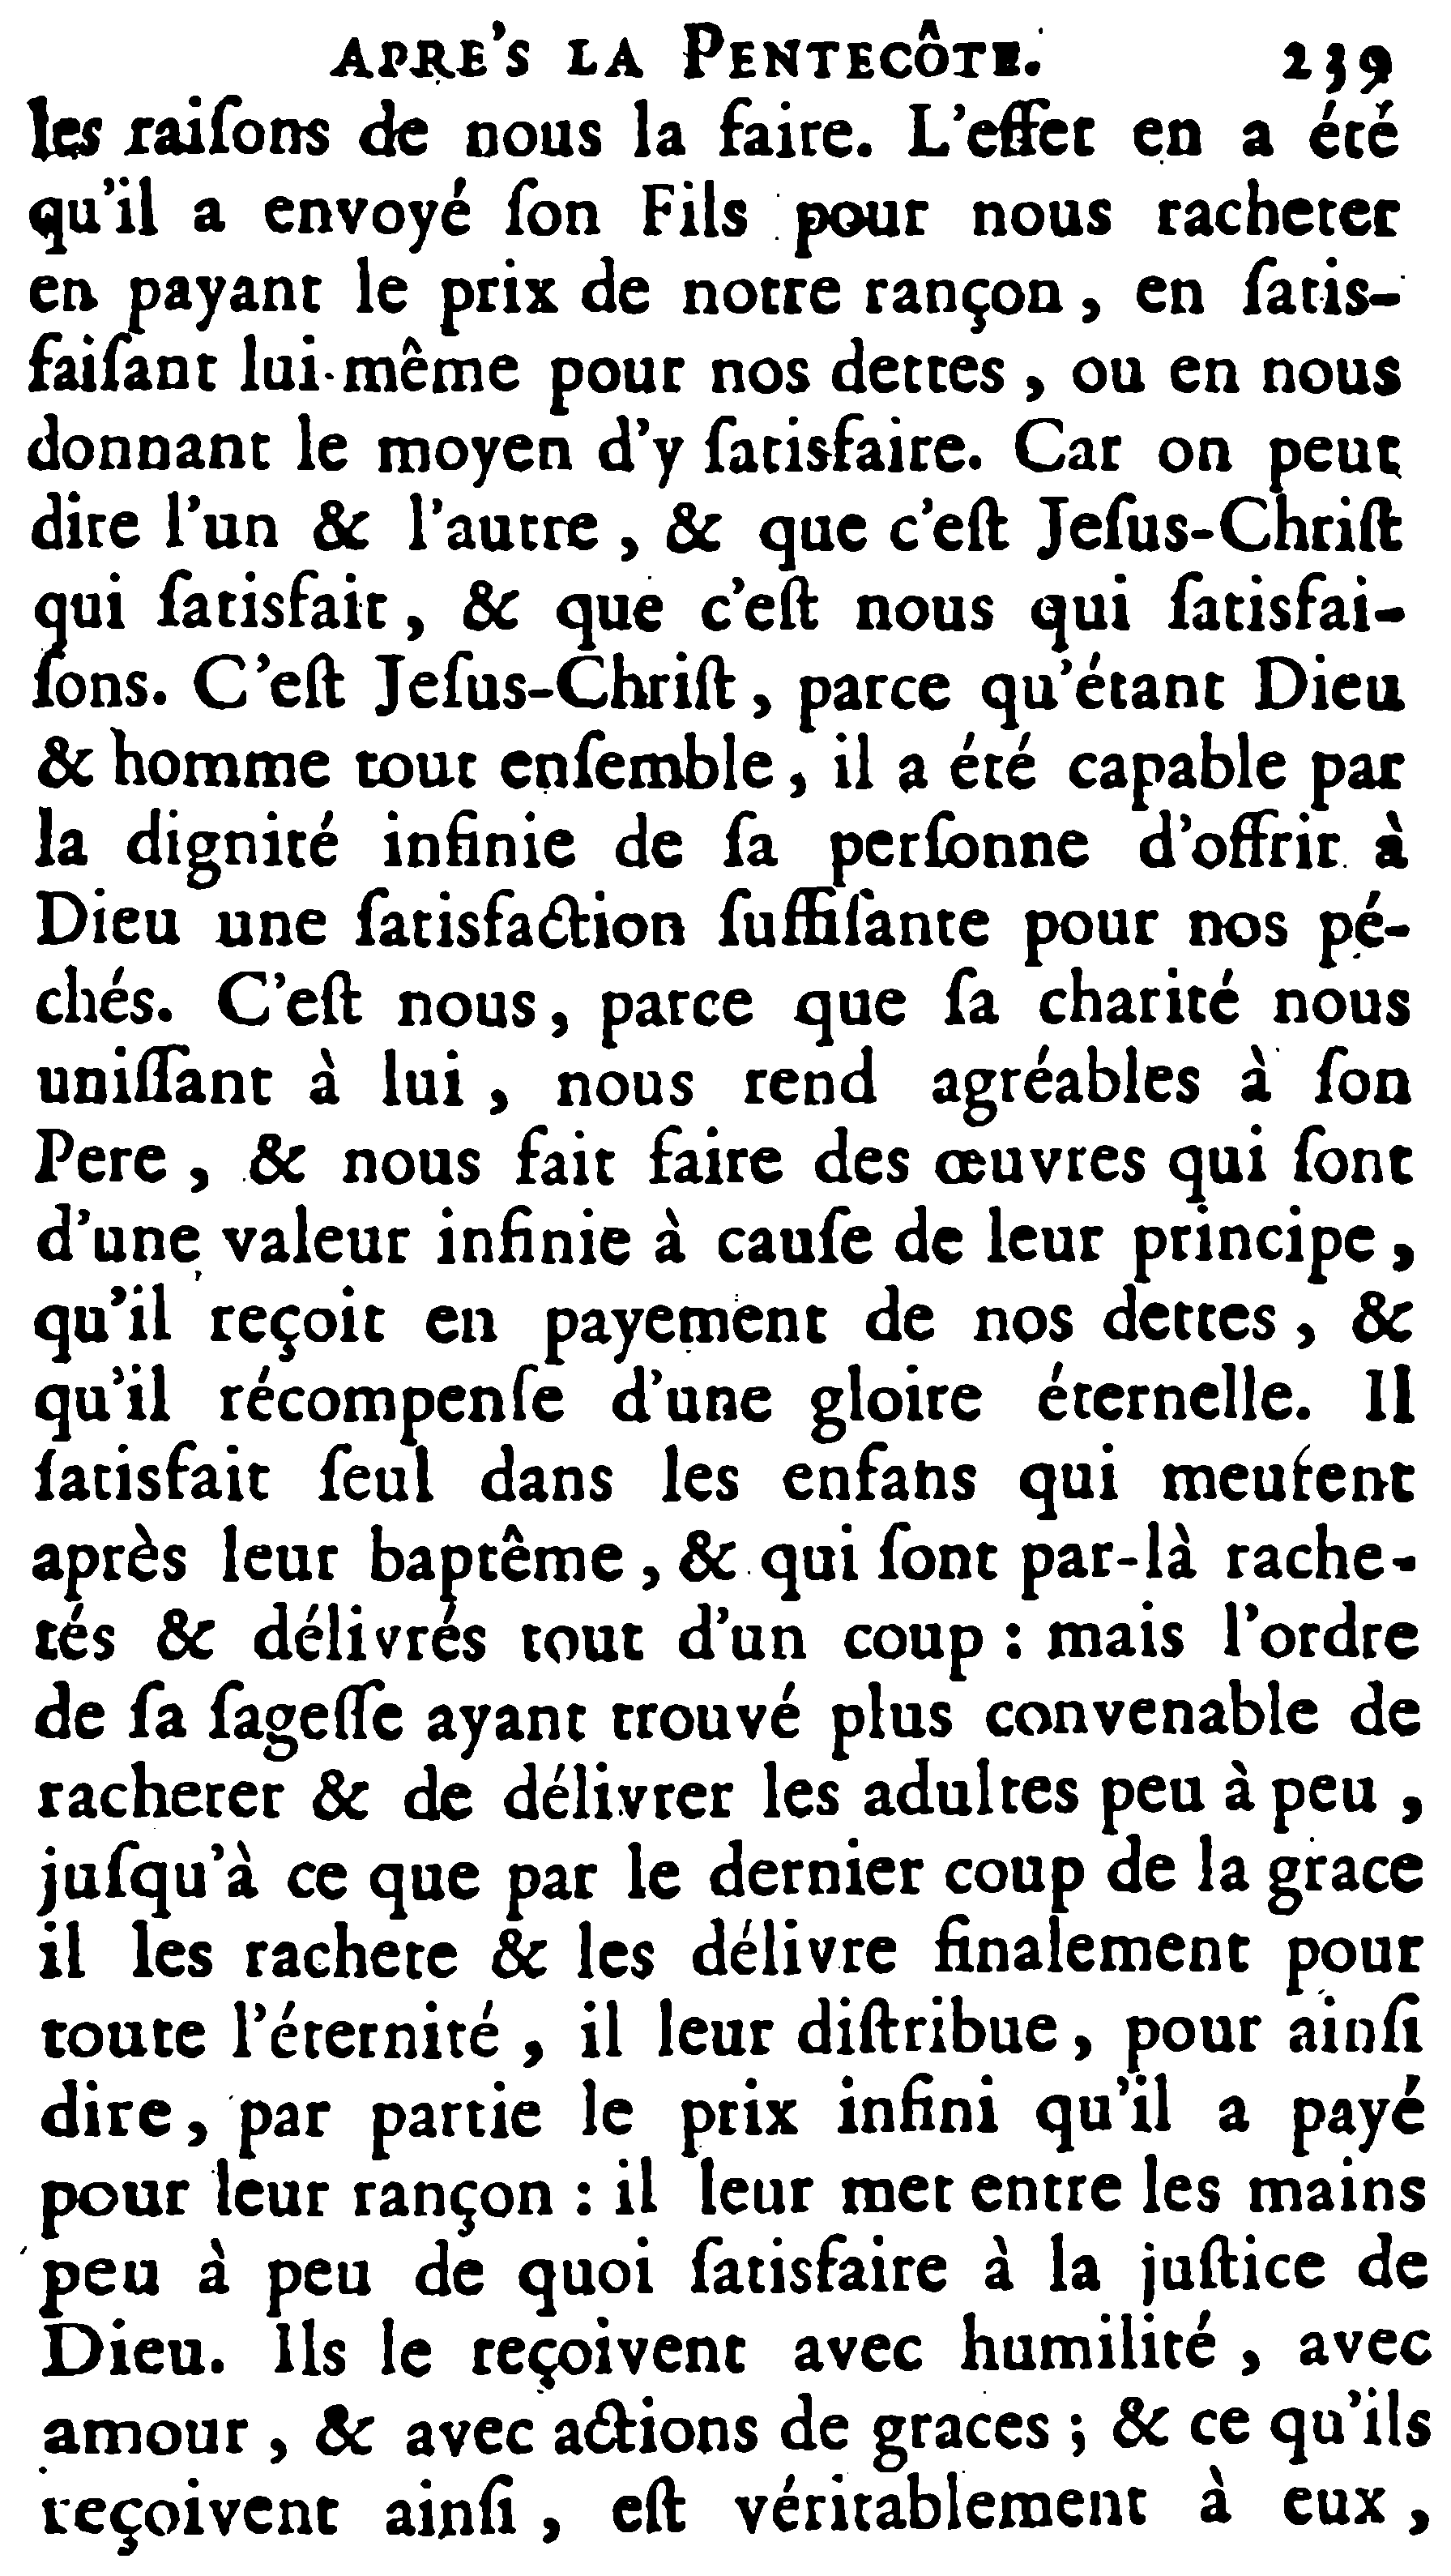 APRE'S LA PENTECÔTE. 239
les raiſons de nous la faire. L'effet en a été
qu'il a envoyé ſon Fils pour nous racheter
en payant le prix de notre rançon, en ſatis-
faiſant lui-même pour nos dettes, ou en nous
donnant le moyen d'y ſatisfaire. Car on peut
dire l'un & l'autre, & que c'eſt Jeſus-Chriſt
qui ſatisfait, & que c'eſt nous qui ſatisfai-
ſons. C'eſt Jeſus-Chriſt, parce qu'étant Dieu
& homme tout enſemble, il a été capable par
la dignité infinie de ſa perſonne d'offrir à
Dieu une ſatisfaction ſuffiſante pour nos pé-
chés. C'eſt nous, parce que ſa charité nous
uniſſant à lui, nous rend agréables à ſon
Pere, & nous fait faire des œuvres qui ſont
d'une valeur infinie à cauſe de leur principe,
qu'il reçoit en payement de nos dettes, &
qu'il récompenſe d'une gloire éternelle. Il
ſatisfait ſeul dans les enfans qui meurent
après leur baptême, & qui ſont par-là rache-
tés & délivrés tout d'un coup : mais l'ordre
de ſa ſageſſe ayant trouvé plus convenable de
racheter & de délivrer les adultes peu à peu,
juſqu'à ce que par le dernier coup de la grace
il les rachete & les délivre finalement pour
toute l'éternité, il leur diſtribue, pour ainſi
dire, par partie le prix infini qu'il a payé
pour leur rançon : il leur met entre les mains
peu à peu de quoi ſatisfaire à la juſtice de
Dieu. Ils le reçoivent avec humilité, avec
amour, & avec actions de graces ; & ce qu'ils
reçoivent ainſi, eſt véritablement à eux,